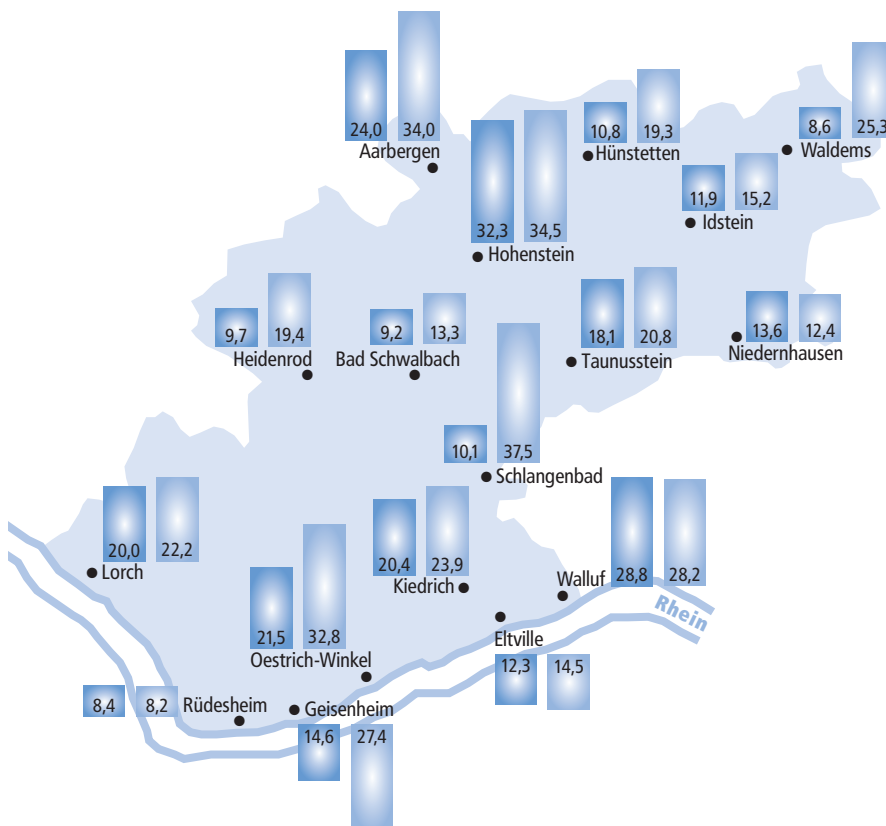 24,0 34,0
Aarbergen
10,8 19,3
Hünstetten
8,6 25,3
Waldems
11,9 15,2
Idstein
32,3 34,5
Hohenstein
9,7 19,4
Heidenrod
9,2 13,3
Bad Schwalbach
18,1 20,8
Taunusstein
13,6 12,4
Niedernhausen
10,1 37,5
Schlangenbad
20,0 22,2
Lorch
20,4 23,9
Kiedrich
28,8 28,2
Walluf
Rhein
21,5 32,8
Oestrich-Winkel
Eltville
12,3 14,5
8,4 8,2
Rüdesheim
Geisenheim
14,6 27,4